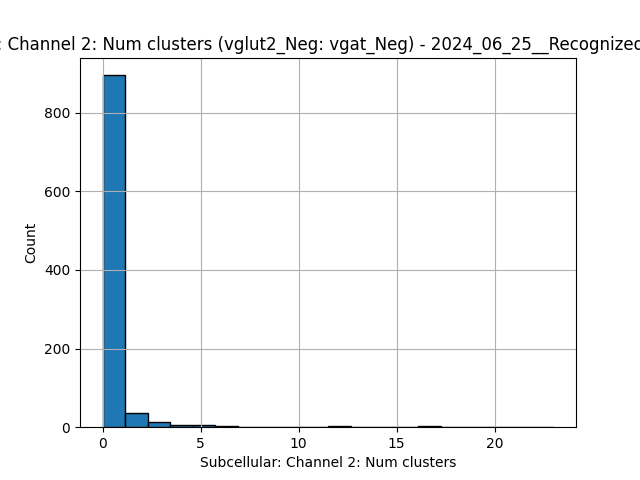 : Channel 2: Num clusters (vglut2_Neg: vgat_Neg) - 2024_06_25__Recognized
800
600
400
200
0
Count
0 5 10 15 20
Subcellular: Channel 2: Num clusters